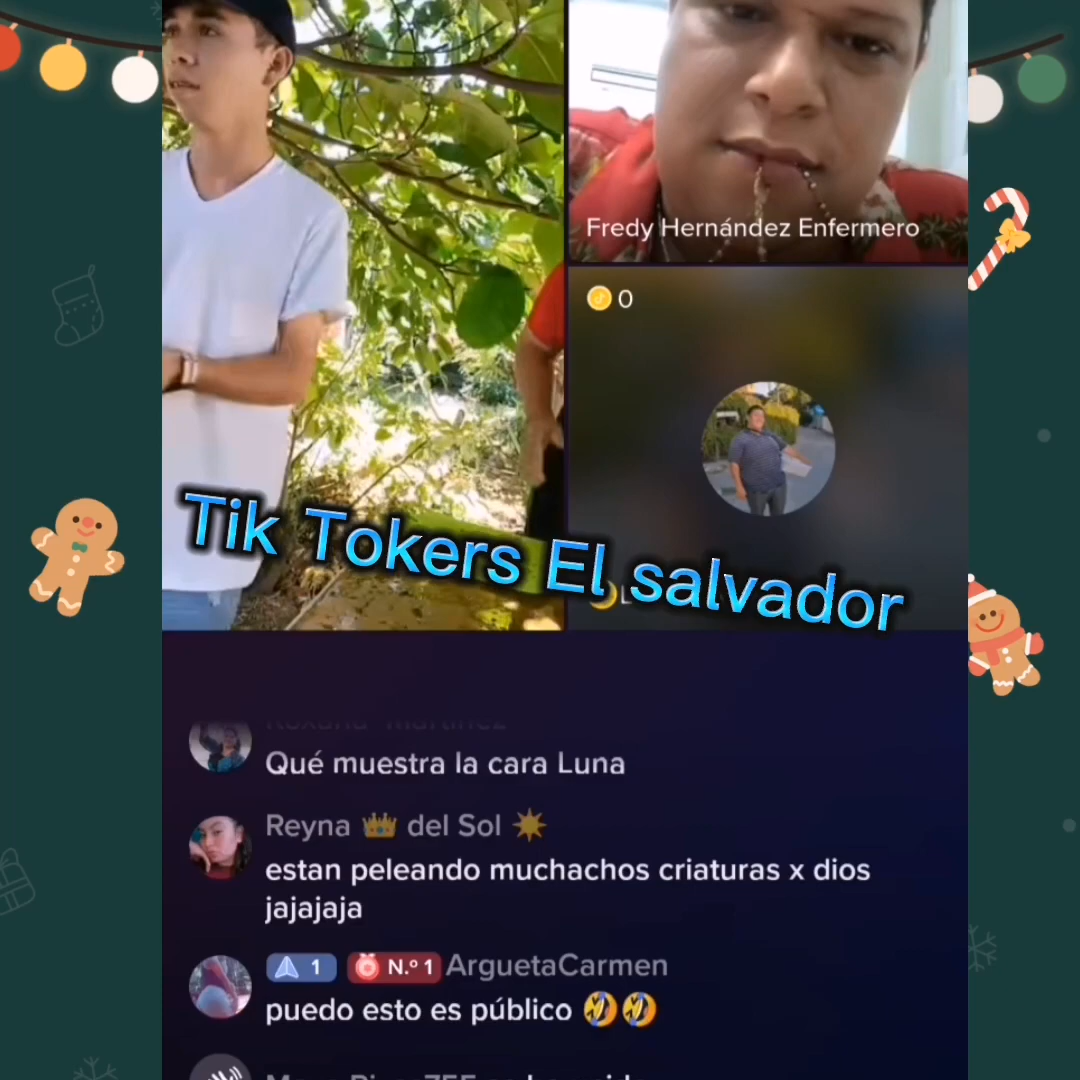 Fredy Hernández Enfermero
0
Tik Tokers El salvador
Qué muestra la cara Luna
Reyna 👑 del Sol ☀️
estan peleando muchachos criaturas x dios
jajajaja
1 N.º 1 ArguetaCarmen
puedo esto es público 🤣🤣